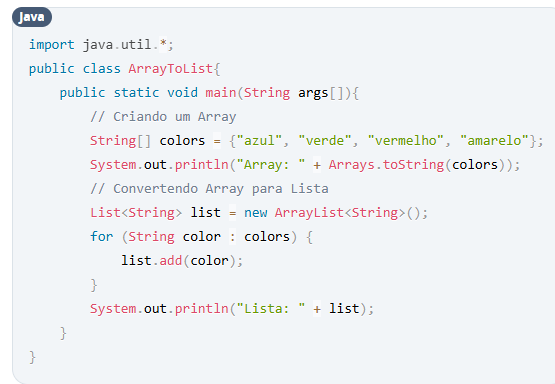 java
import java.util.*;
public class ArrayToList{
    public static void main(String args[]){
        // Criando um Array
        String[] colors = {"azul", "verde", "vermelho", "amarelo"};
        System.out.println("Array: " + Arrays.toString(colors));
        // Convertendo Array para Lista
        List<String> list = new ArrayList<String>();
        for (String color : colors) {
            list.add(color);
        }
        System.out.println("Lista: " + list);
    }
}